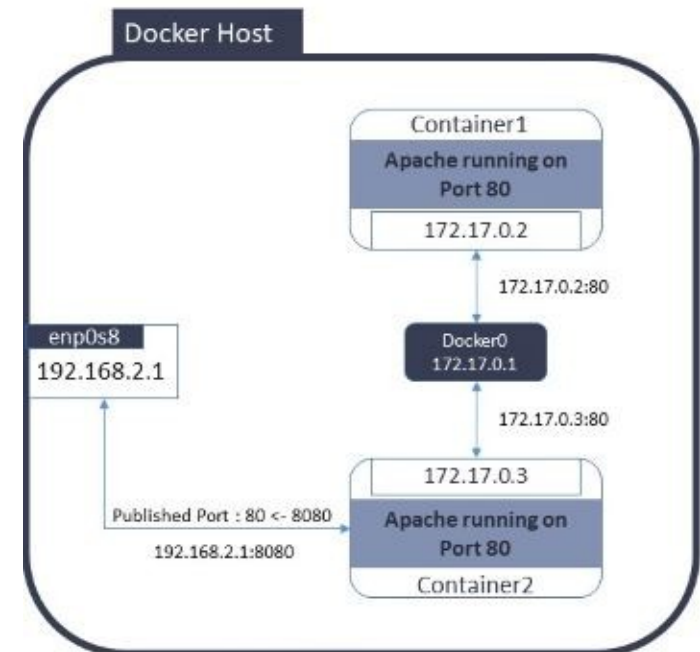 Docker Host
Container1
Apache running on
Port 80
172.17.0.2
172.17.0.2:80
enp0s8
192.168.2.1
Docker0
172.17.0.1
172.17.0.3:80
172.17.0.3
Published Port : 80 <- 8080
192.168.2.1:8080
Apache running on
Port 80
Container2